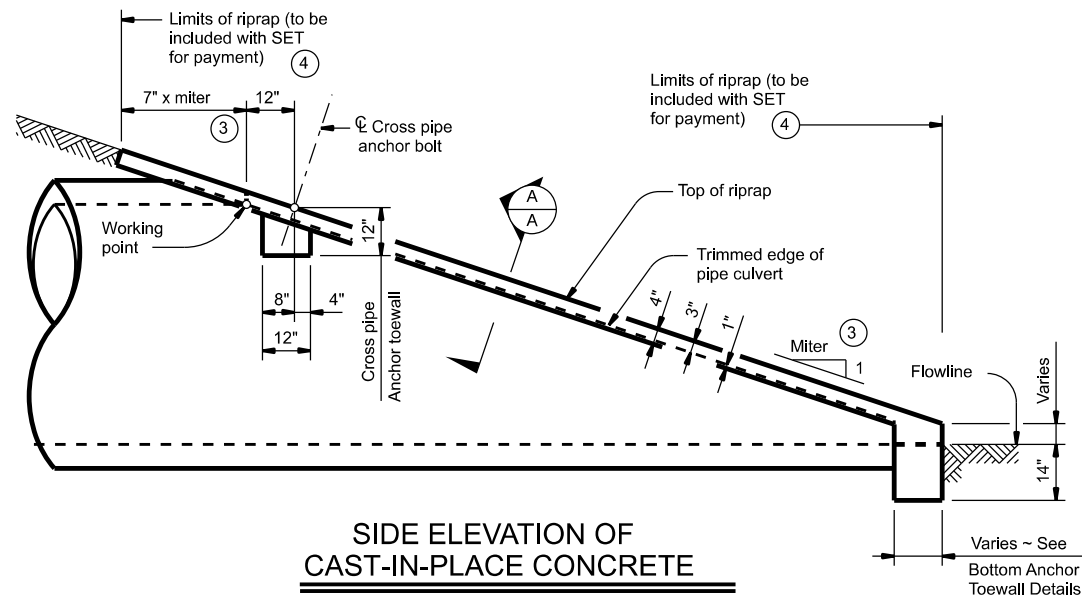 Limits of riprap (to be
included with SET
for payment)
4
7" x miter
12"
3
℄ Cross pipe
anchor bolt
Limits of riprap (to be
included with SET
for payment)
4
A
A
Top of riprap
Working
point
12"
Trimmed edge of
pipe culvert
8"
4"
12"
Cross pipe
Anchor toewall
4"
3"
1"
Miter
3
1
Flowline
Varies
14"
SIDE ELEVATION OF
CAST-IN-PLACE CONCRETE
Varies ~ See
Bottom Anchor
Toewall Details